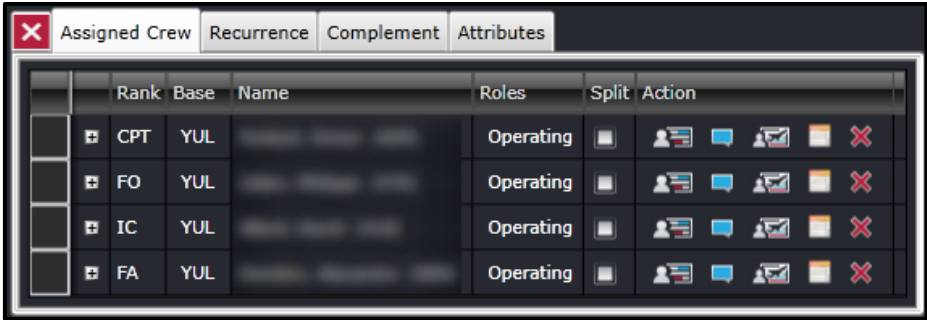 Assigned Crew Recurrence Complement Attributes
Rank Base Name Roles Split Action
CPT YUL Operating
FO YUL Operating
IC YUL Operating
FA YUL Operating